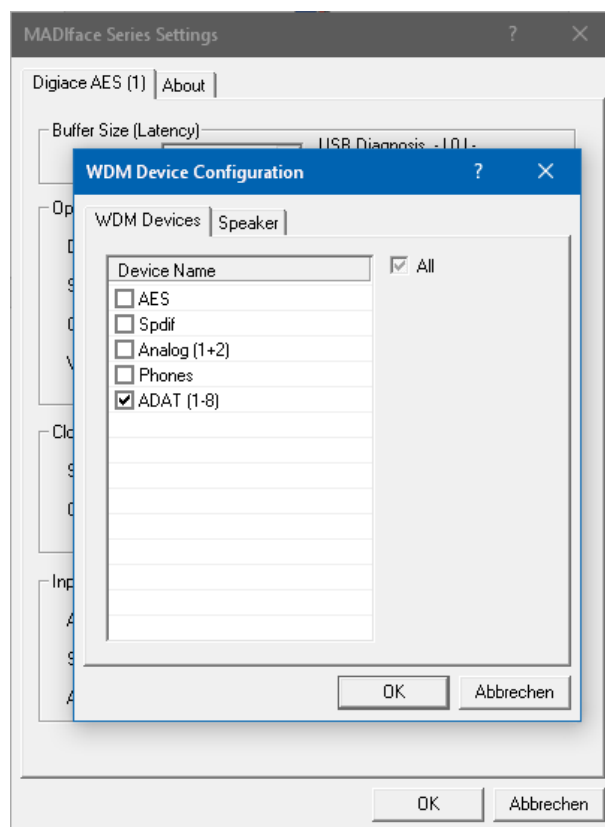 MADIface Series Settings
Digiace AES (1) About
Buffer Size (Latency)
USB Diagnosis
WDM Device Configuration
WDM Devices Speaker
Device Name
All
AES
Spdif
Analog (1+2)
Phones
ADAT (1-8)
OK Abbrechen
OK Abbrechen